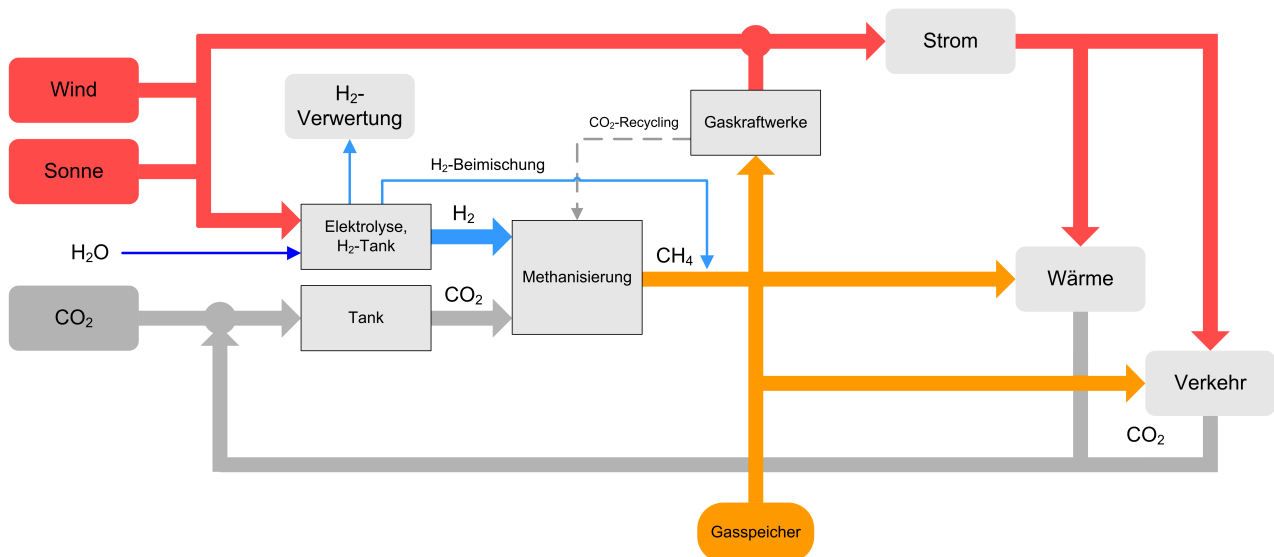 Strom
Wind
H₂-
Verwertung
CO₂-Recycling
Gaskraftwerke
H₂-Beimischung
Sonne
Elektrolyse,
H₂-Tank
H₂
H₂O
CH₄
Methanisierung
Wärme
CO₂
Tank
CO₂
Verkehr
CO₂
Gasspeicher